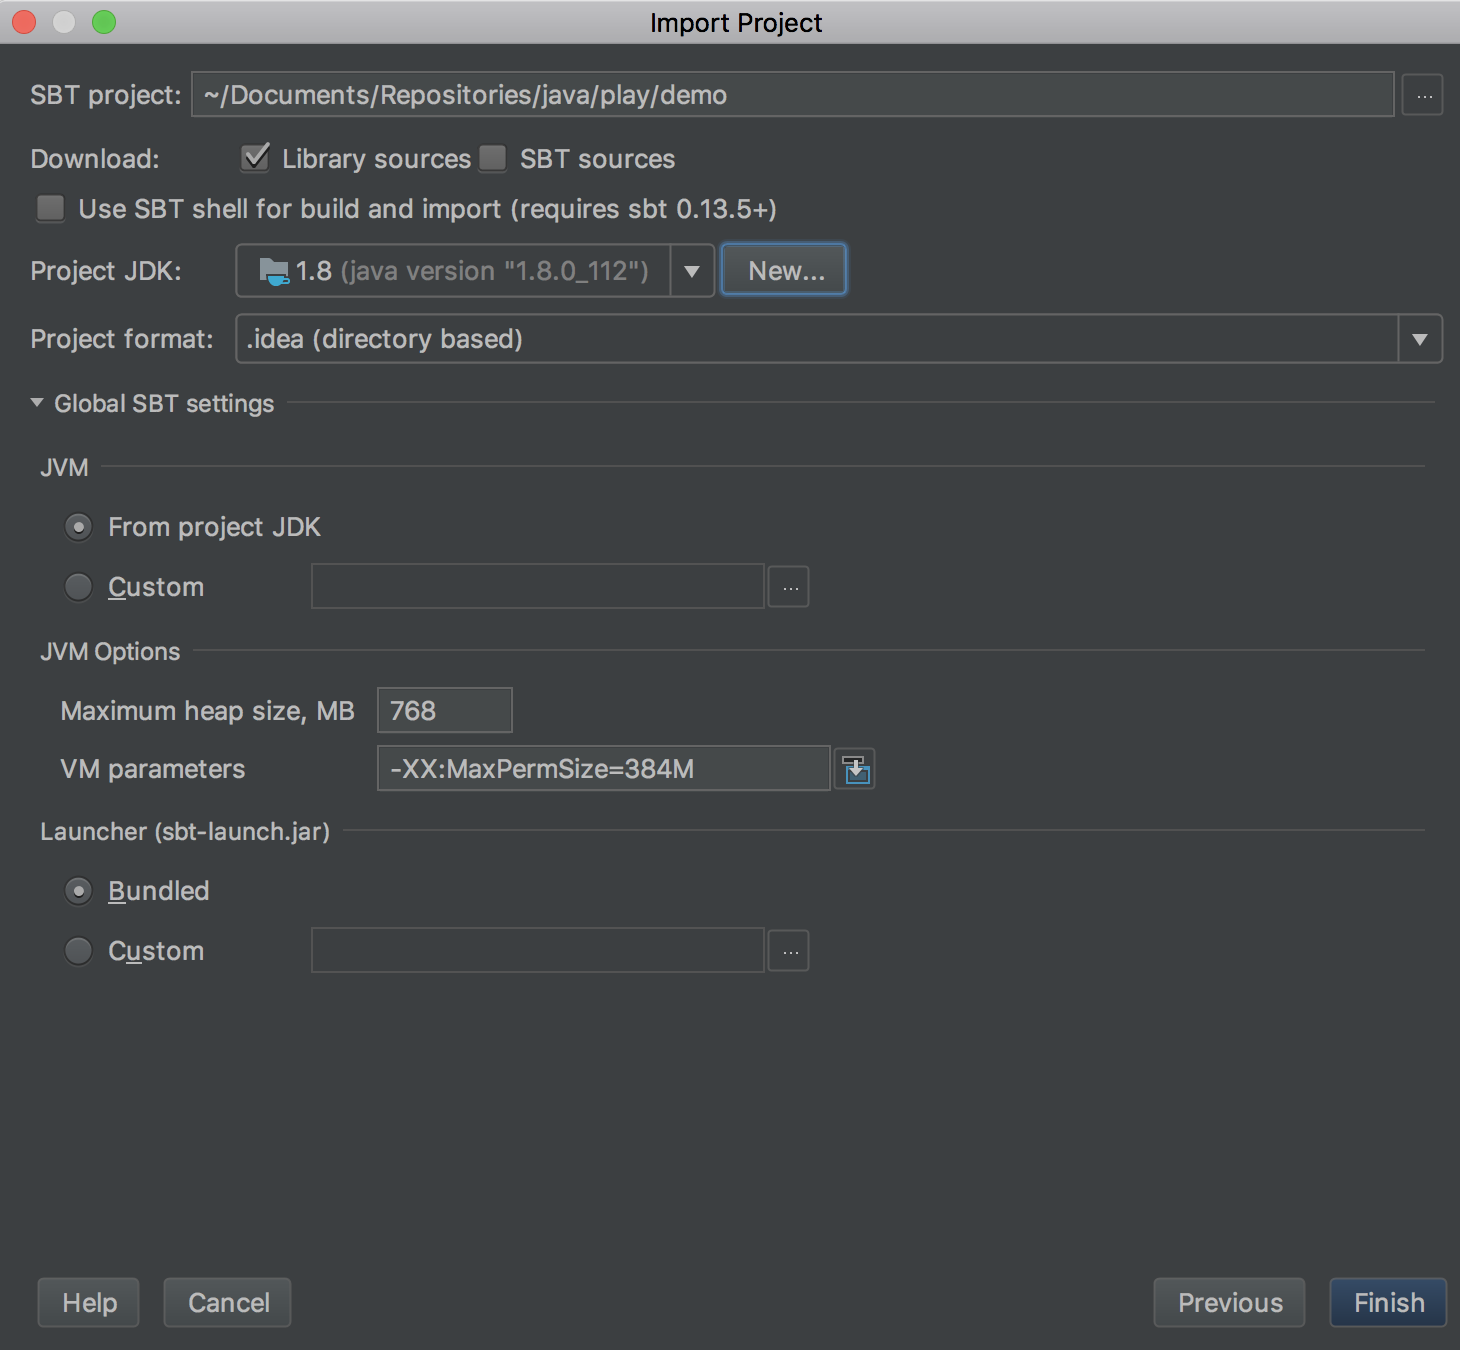 Import Project
SBT project: ~/Documents/Repositories/java/play/demo ...
Download: Library sources SBT sources
Use SBT shell for build and import (requires sbt 0.13.5+)
Project JDK: 1.8 (java version "1.8.0_112") New...
Project format: .idea (directory based)
Global SBT settings
JVM
From project JDK
Custom ...
JVM Options
Maximum heap size, MB 768
VM parameters -XX:MaxPermSize=384M
Launcher (sbt-launch.jar)
Bundled
Custom ...
Help Cancel Previous Finish